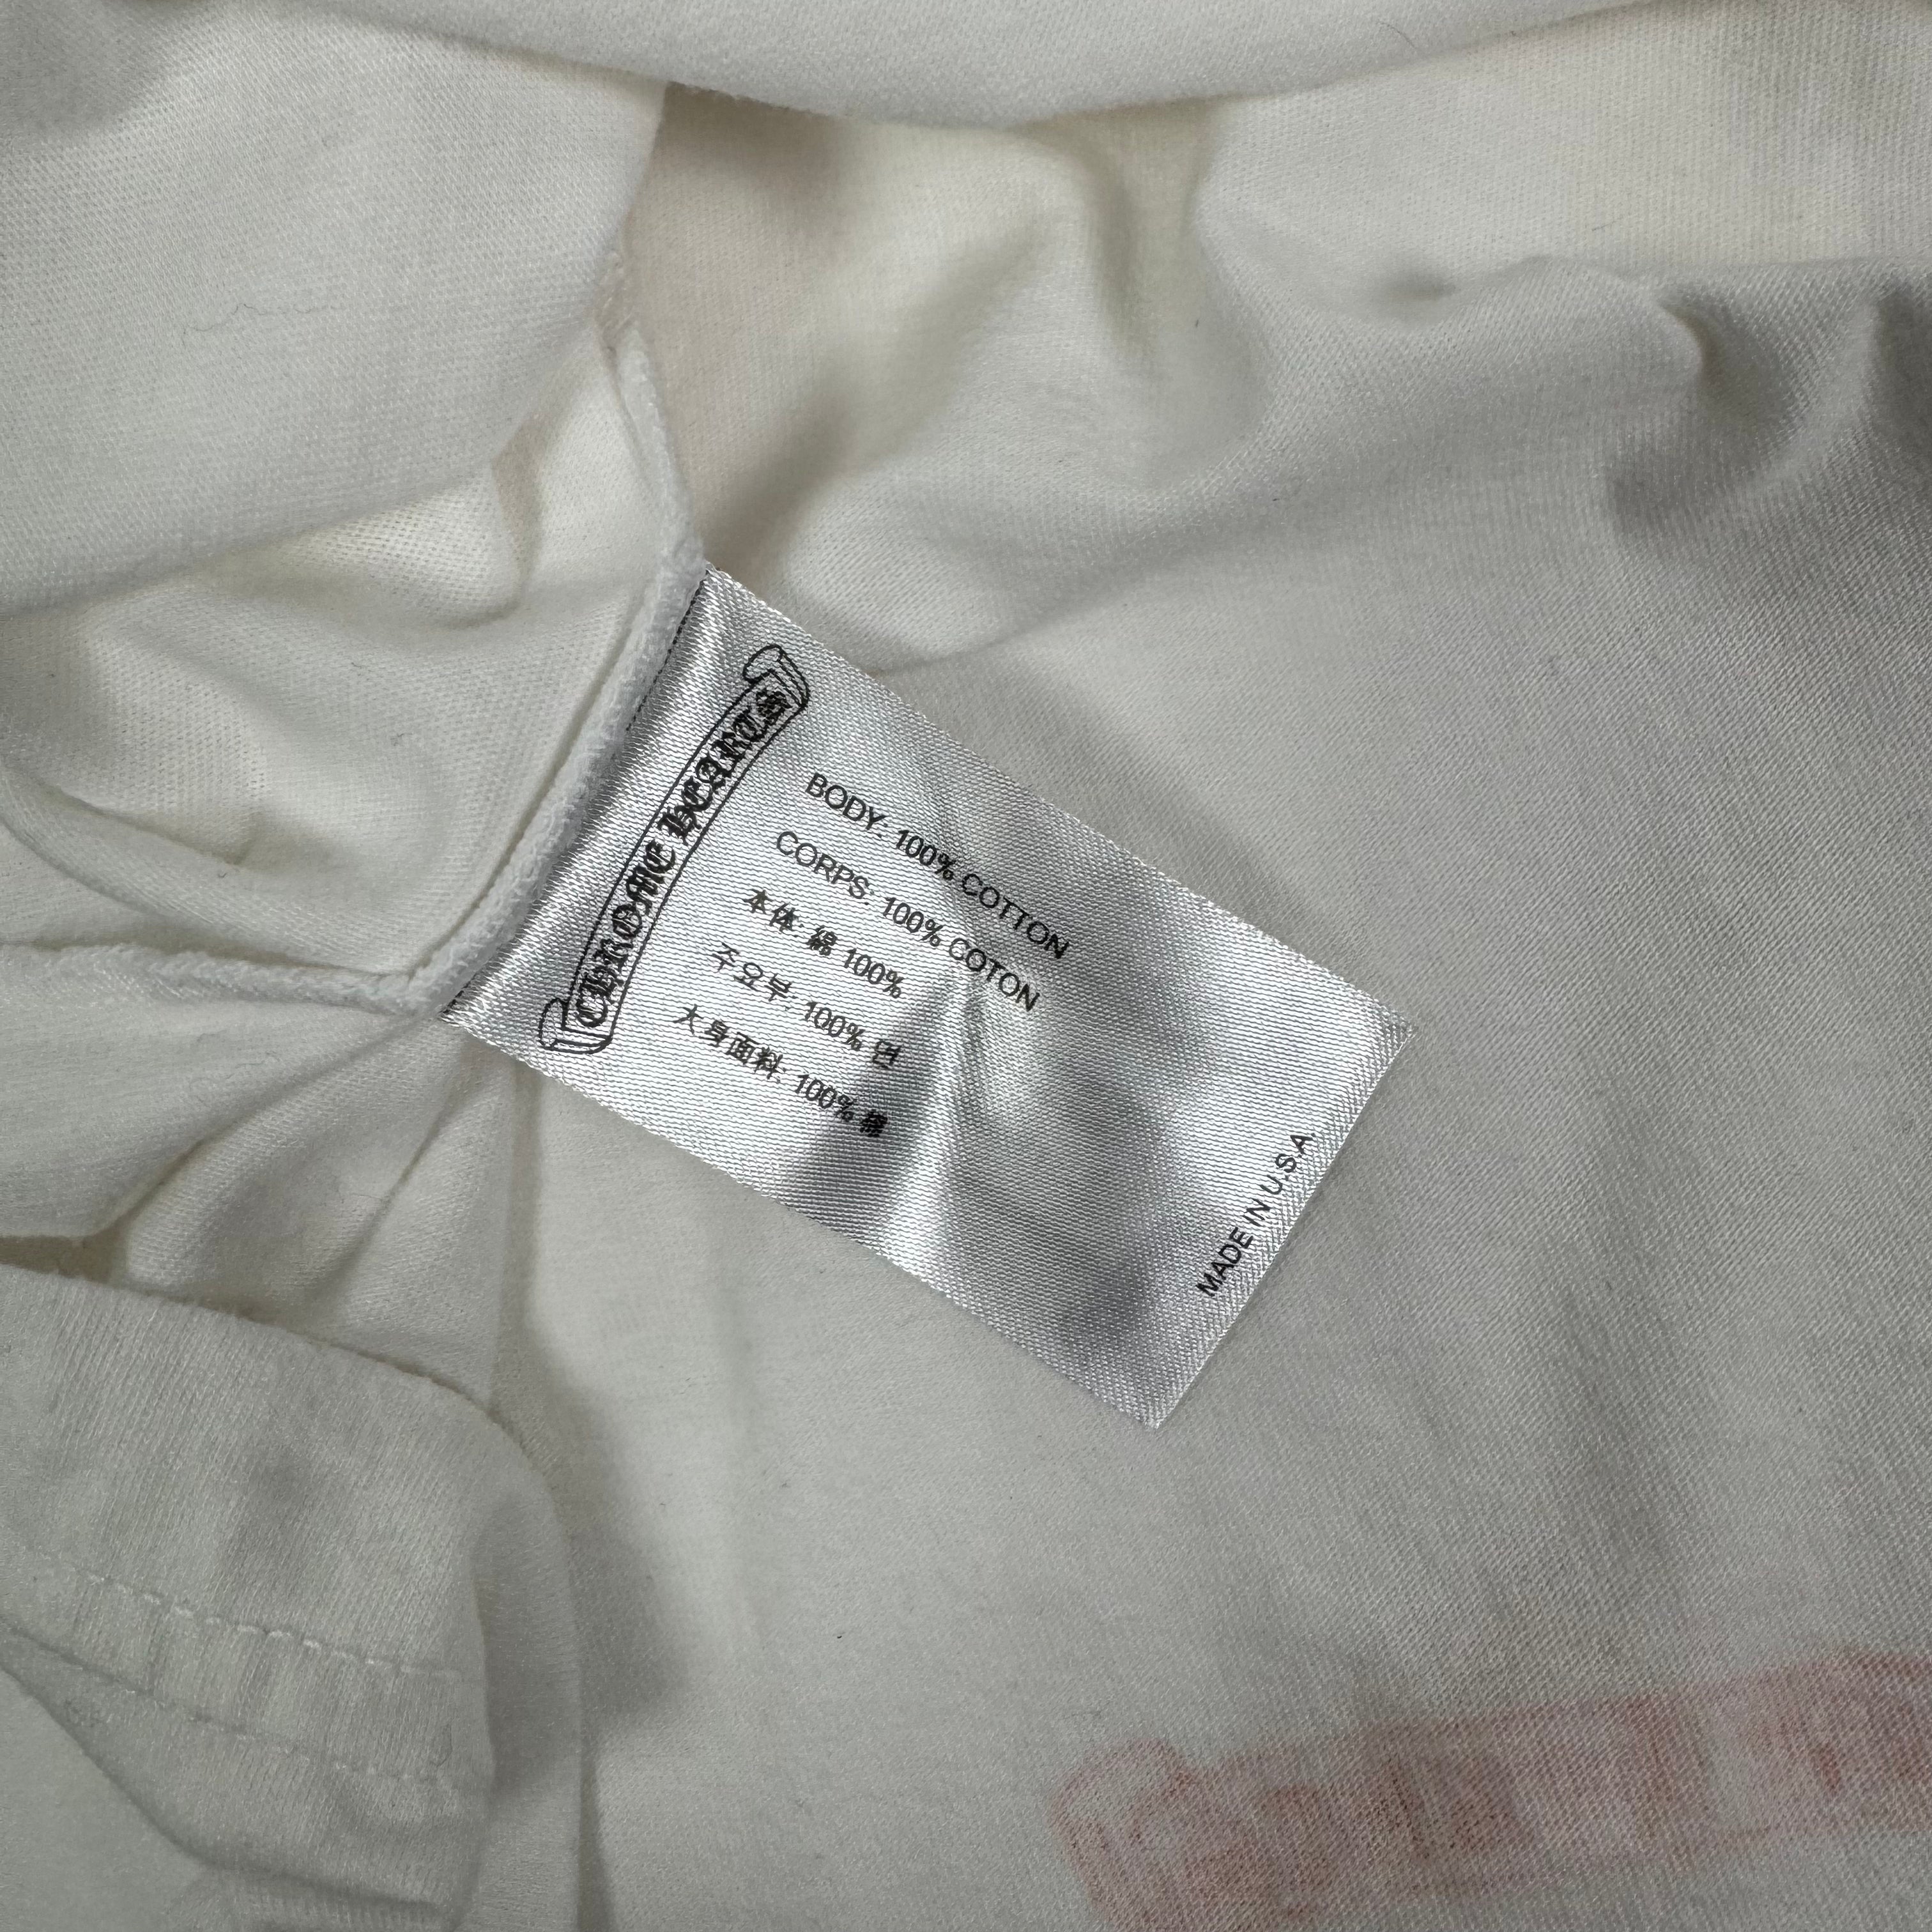 CHROME HEARTS
BODY: 100% COTTON
CORPS: 100% COTON
本体: 綿 100%
주요부: 100% 면
大身面料: 100% 棉
MADE IN U.S.A.